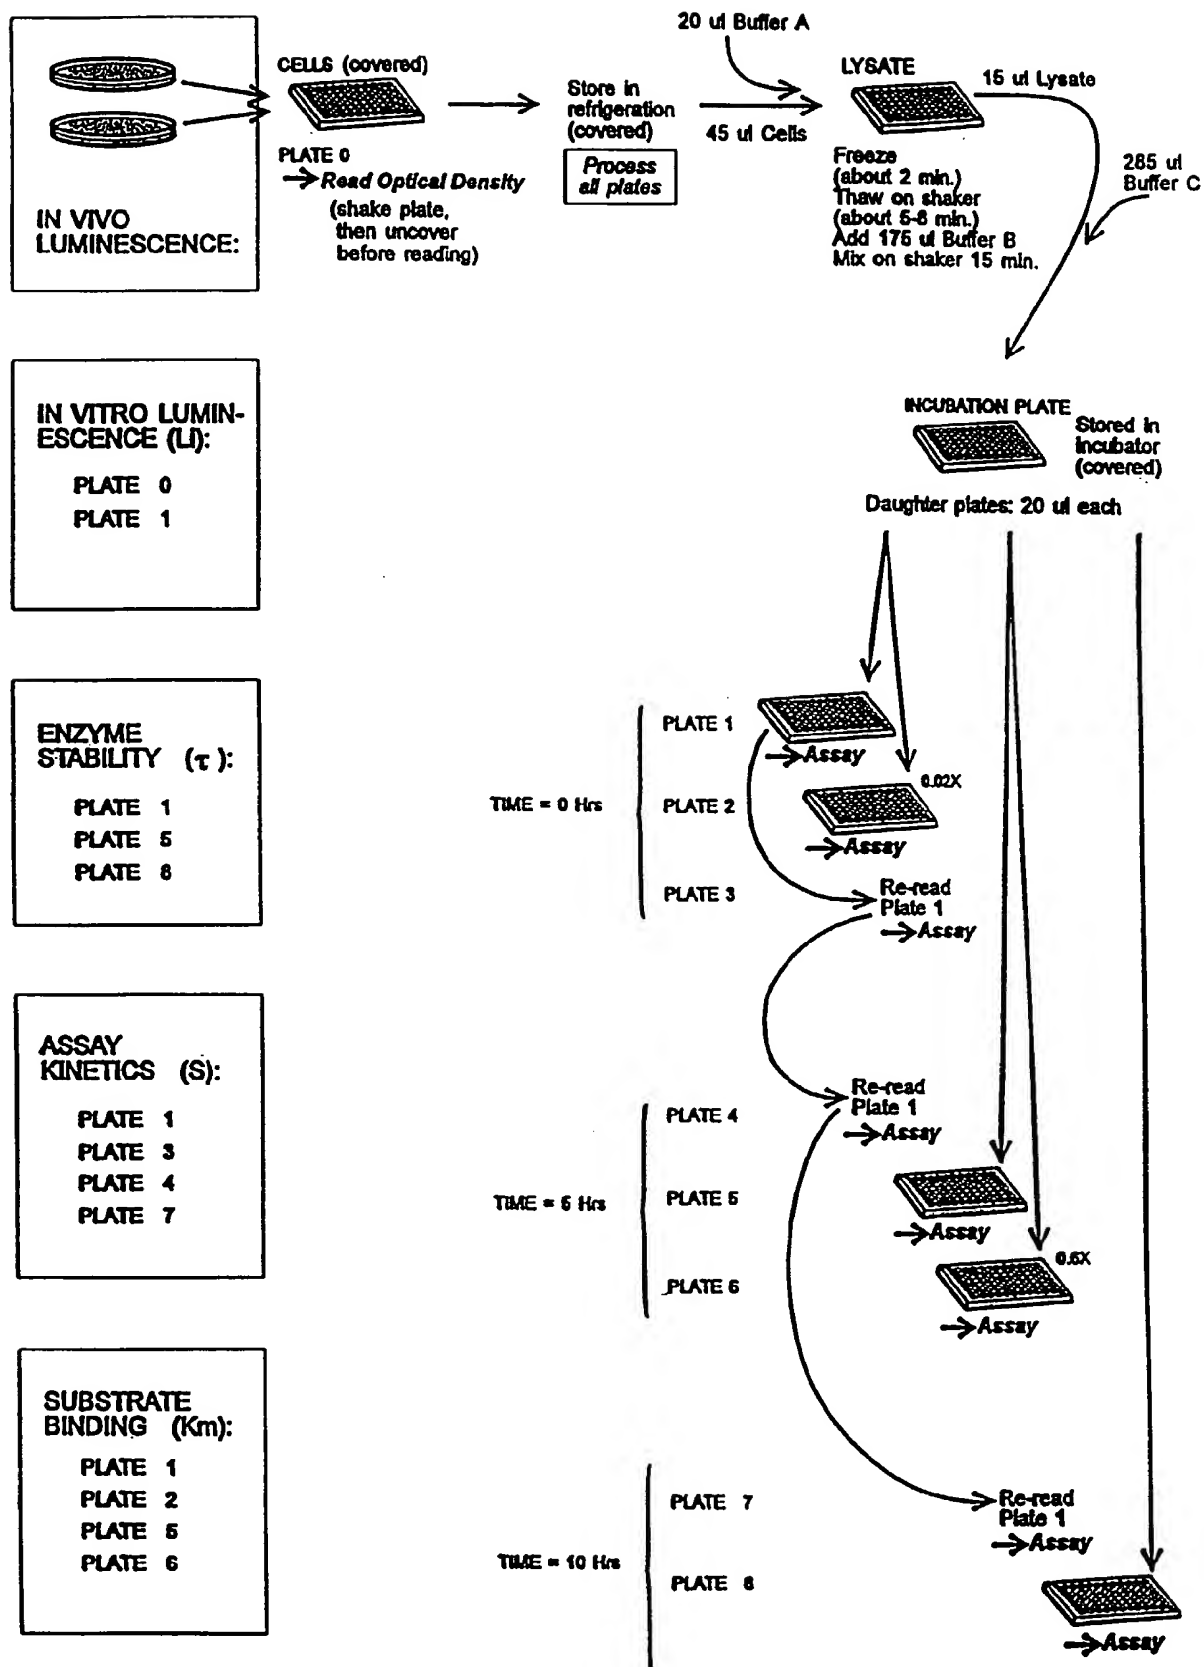 IN VIVO
LUMINESCENCE:
CELLS (covered)
PLATE 0
Read Optical Density
(shake plate,
then uncover
before reading)
Store in
refrigeration
(covered)
Process
all plates
20 ul Buffer A
45 ul Cells
LYSATE
Freeze
(about 2 min.)
Thaw on shaker
(about 5-6 min.)
Add 175 ul Buffer B
Mix on shaker 15 min.
15 ul Lysate
285 ul
Buffer C
IN VITRO LUMIN-
ESCENCE (LI):
PLATE 0
PLATE 1
INCUBATION PLATE
Stored in
incubator
(covered)
Daughter plates: 20 ul each
ENZYME
STABILITY (τ):
PLATE 1
PLATE 5
PLATE 8
TIME = 0 Hrs
PLATE 1
Assay
PLATE 2
0.02X
Assay
PLATE 3
Re-read
Plate 1
Assay
ASSAY
KINETICS (S):
PLATE 1
PLATE 3
PLATE 4
PLATE 7
TIME = 5 Hrs
PLATE 4
Re-read
Plate 1
Assay
PLATE 5
Assay
PLATE 6
0.6X
Assay
SUBSTRATE
BINDING (Km):
PLATE 1
PLATE 2
PLATE 5
PLATE 6
TIME = 10 Hrs
PLATE 7
Re-read
Plate 1
Assay
PLATE 8
Assay